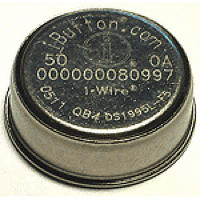 iButton.com
50 0A
000000080997
1-Wire®
0511 QB4 DS1995L-F5